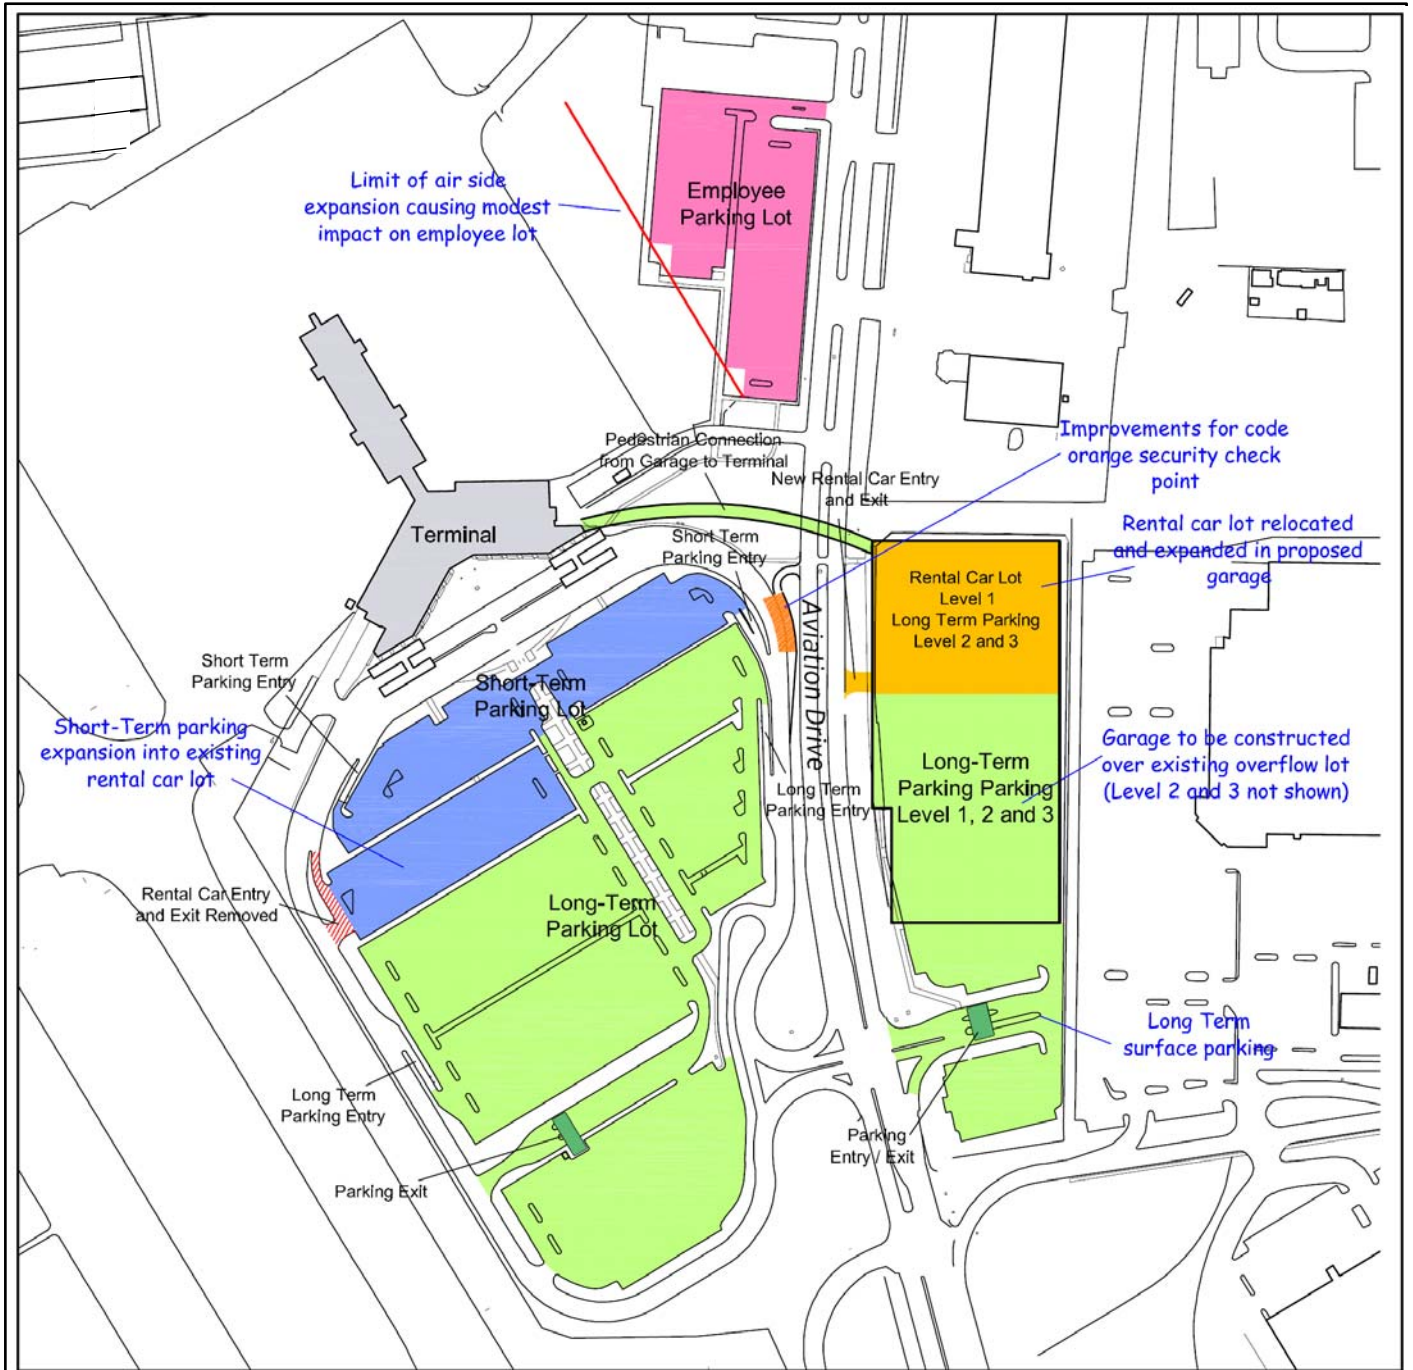 Limit of air side
expansion causing modest
impact on employee lot
Employee
Parking Lot
Pedestrian Connection
from Garage to Terminal
Improvements for code
orange security check
point
New Rental Car Entry
and Exit
Terminal
Short Term
Parking Entry
Rental car lot relocated
and expanded in proposed
garage
Rental Car Lot
Level 1
Long Term Parking
Level 2 and 3
Aviation Drive
Short Term
Parking Entry
Short-Term
Parking Lot
Short-Term parking
expansion into existing
rental car lot
Long Term
Parking Entry
Long-Term
Parking Parking
Level 1, 2 and 3
Garage to be constructed
over existing overflow lot
(Level 2 and 3 not shown)
Rental Car Entry
and Exit Removed
Long-Term
Parking Lot
Long Term
surface parking
Long Term
Parking Entry
Parking
Entry / Exit
Parking Exit